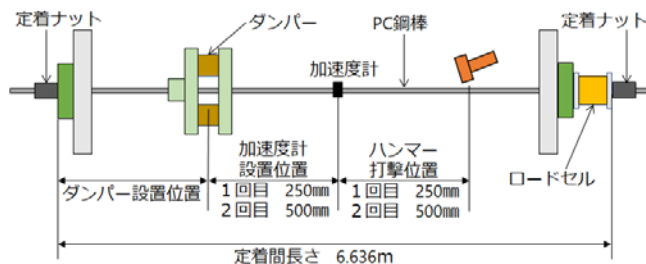 定着ナット
ダンパー
PC鋼棒
定着ナット
加速度計
加速度計
設置位置
1回目 250㎜
2回目 500㎜
ハンマー
打撃位置
1回目 250㎜
2回目 500㎜
ダンパー設置位置
ロードセル
定着間長さ 6.636m